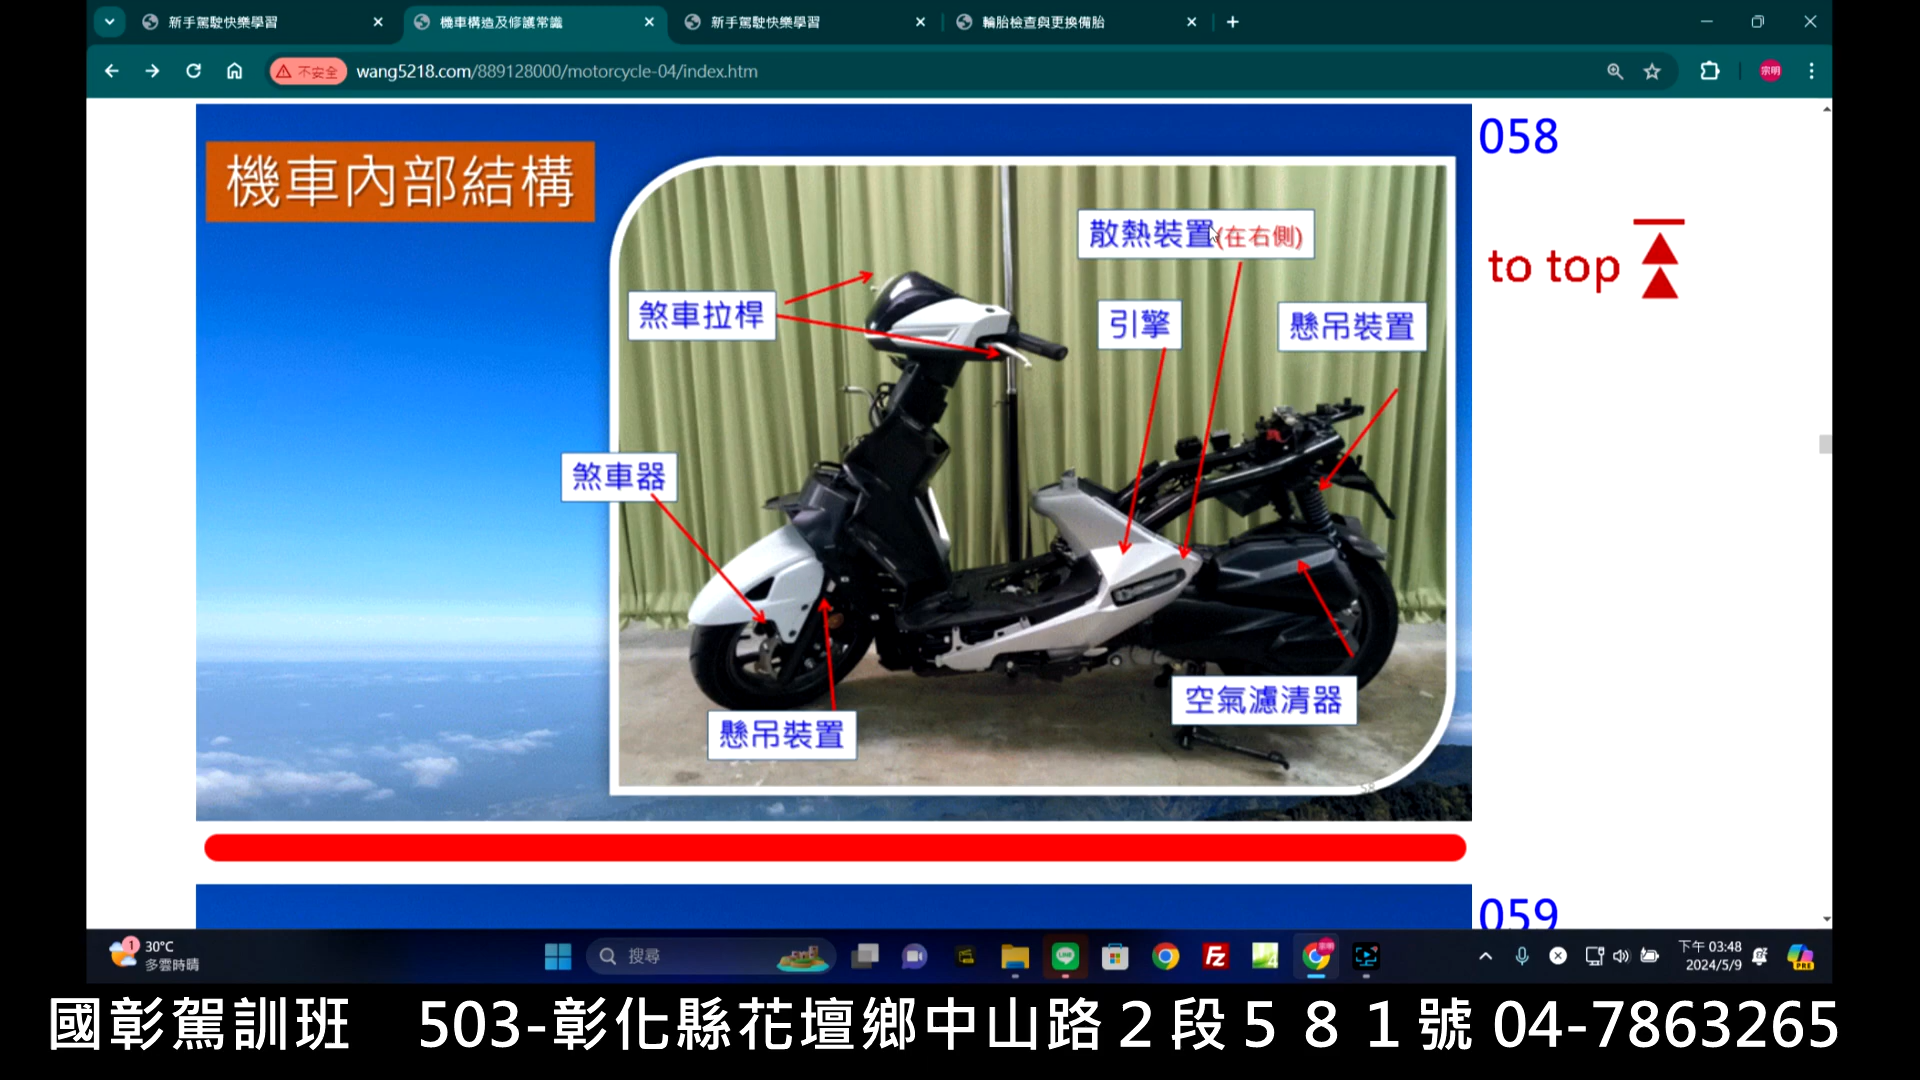 新手駕駛快樂學習
機車構造及修護常識
新手駕駛快樂學習
輪胎檢查與更換備胎
不安全
wang5218.com/889128000/motorcycle-04/index.htm
宗明
機車內部結構
058
to top
散熱裝置(在右側)
煞車拉桿
引擎
懸吊裝置
煞車器
空氣濾清器
懸吊裝置
58
059
1
30°C
多雲時晴
搜尋
LINE
下午 03:48
2024/5/9
PRE
國彰駕訓班 503-彰化縣花壇鄉中山路２段５８１號 04-7863265